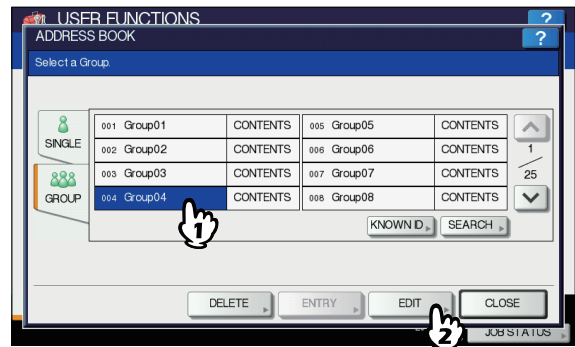 USER FUNCTIONS ?
ADDRESS BOOK ?
Select a Group.
SINGLE
GROUP
001 Group01 CONTENTS 005 Group05 CONTENTS
002 Group02 CONTENTS 006 Group06 CONTENTS
003 Group03 CONTENTS 007 Group07 CONTENTS
004 Group04 CONTENTS 008 Group08 CONTENTS
1
25
1
KNOWN ID SEARCH
DELETE ENTRY EDIT CLOSE
2
JOB STATUS